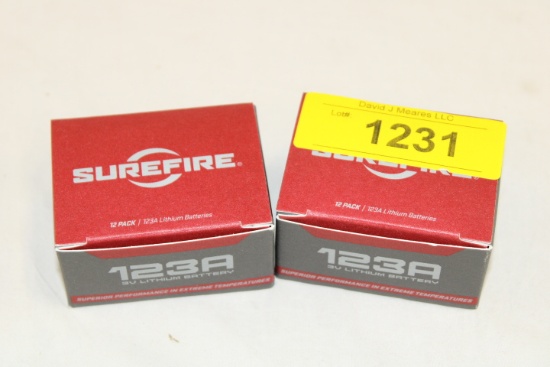 SUREFIRE®
12 PACK / 123A Lithium Batteries
123A
3V LITHIUM BATTERY
SUPERIOR PERFORMANCE IN EXTREME TEMPERATURES
David J Meares LLC
Lot#
1231
12 PACK / 123A Lithium Batteries
123A
3V LITHIUM BATTERY
SUPERIOR PERFORMANCE IN EXTREME TEMPERATURES